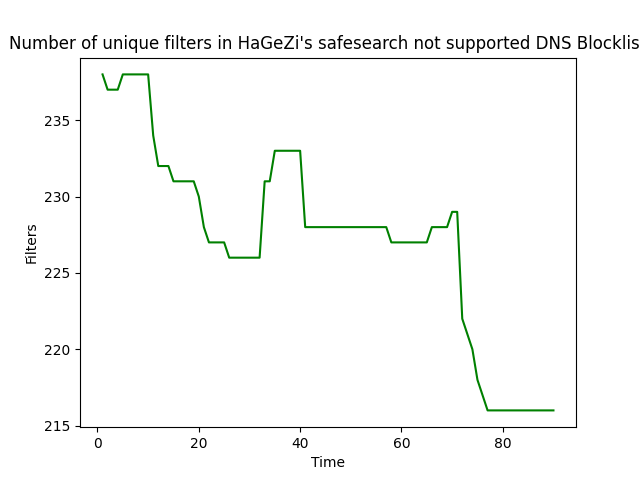 Number of unique filters in HaGeZi's safesearch not supported DNS Blocklis
235
230
225
220
215
Filters
0 20 40 60 80
Time